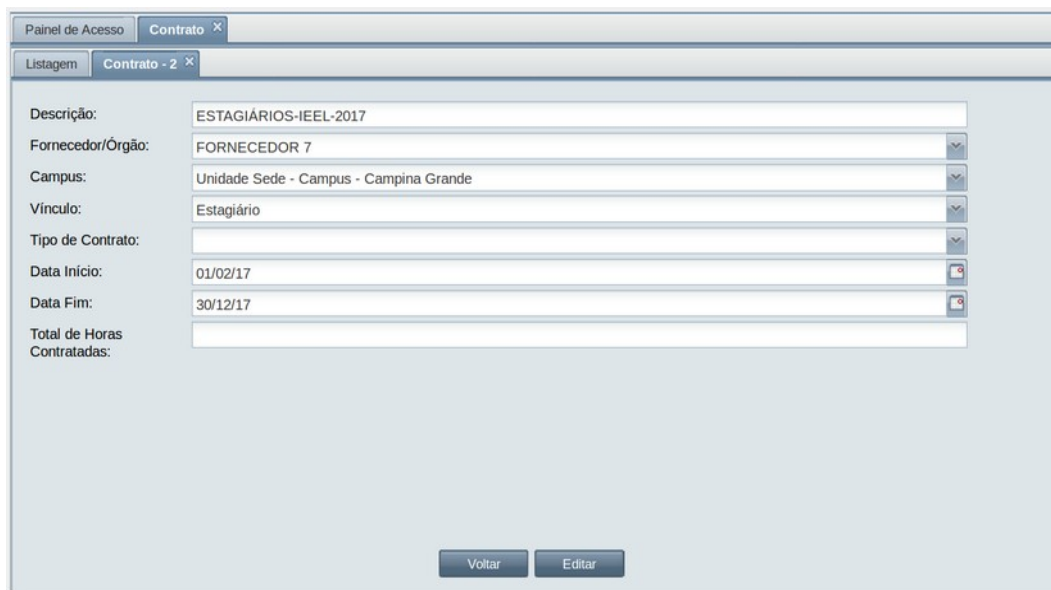 Painel de Acesso Contrato
Listagem Contrato - 2
Descrição: ESTAGIÁRIOS-IEEL-2017
Fornecedor/Órgão: FORNECEDOR 7
Campus: Unidade Sede - Campus - Campina Grande
Vínculo: Estagiário
Tipo de Contrato:
Data Início: 01/02/17
Data Fim: 30/12/17
Total de Horas
Contratadas:
Voltar Editar